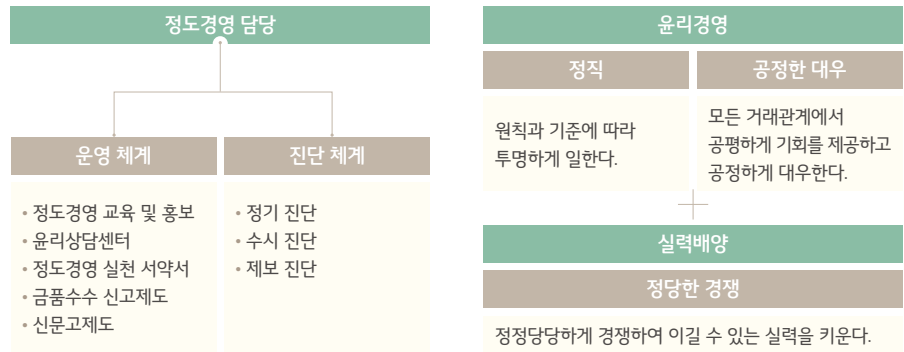 정도경영 담당
운영 체계
• 정도경영 교육 및 홍보
• 윤리상담센터
• 정도경영 실천 서약서
• 금품수수 신고제도
• 신문고제도
진단 체계
• 정기 진단
• 수시 진단
• 제보 진단
윤리경영
정직
원칙과 기준에 따라
투명하게 일한다.
공정한 대우
모든 거래관계에서
공평하게 기회를 제공하고
공정하게 대우한다.
실력배양
정당한 경쟁
정정당당하게 경쟁하여 이길 수 있는 실력을 키운다.